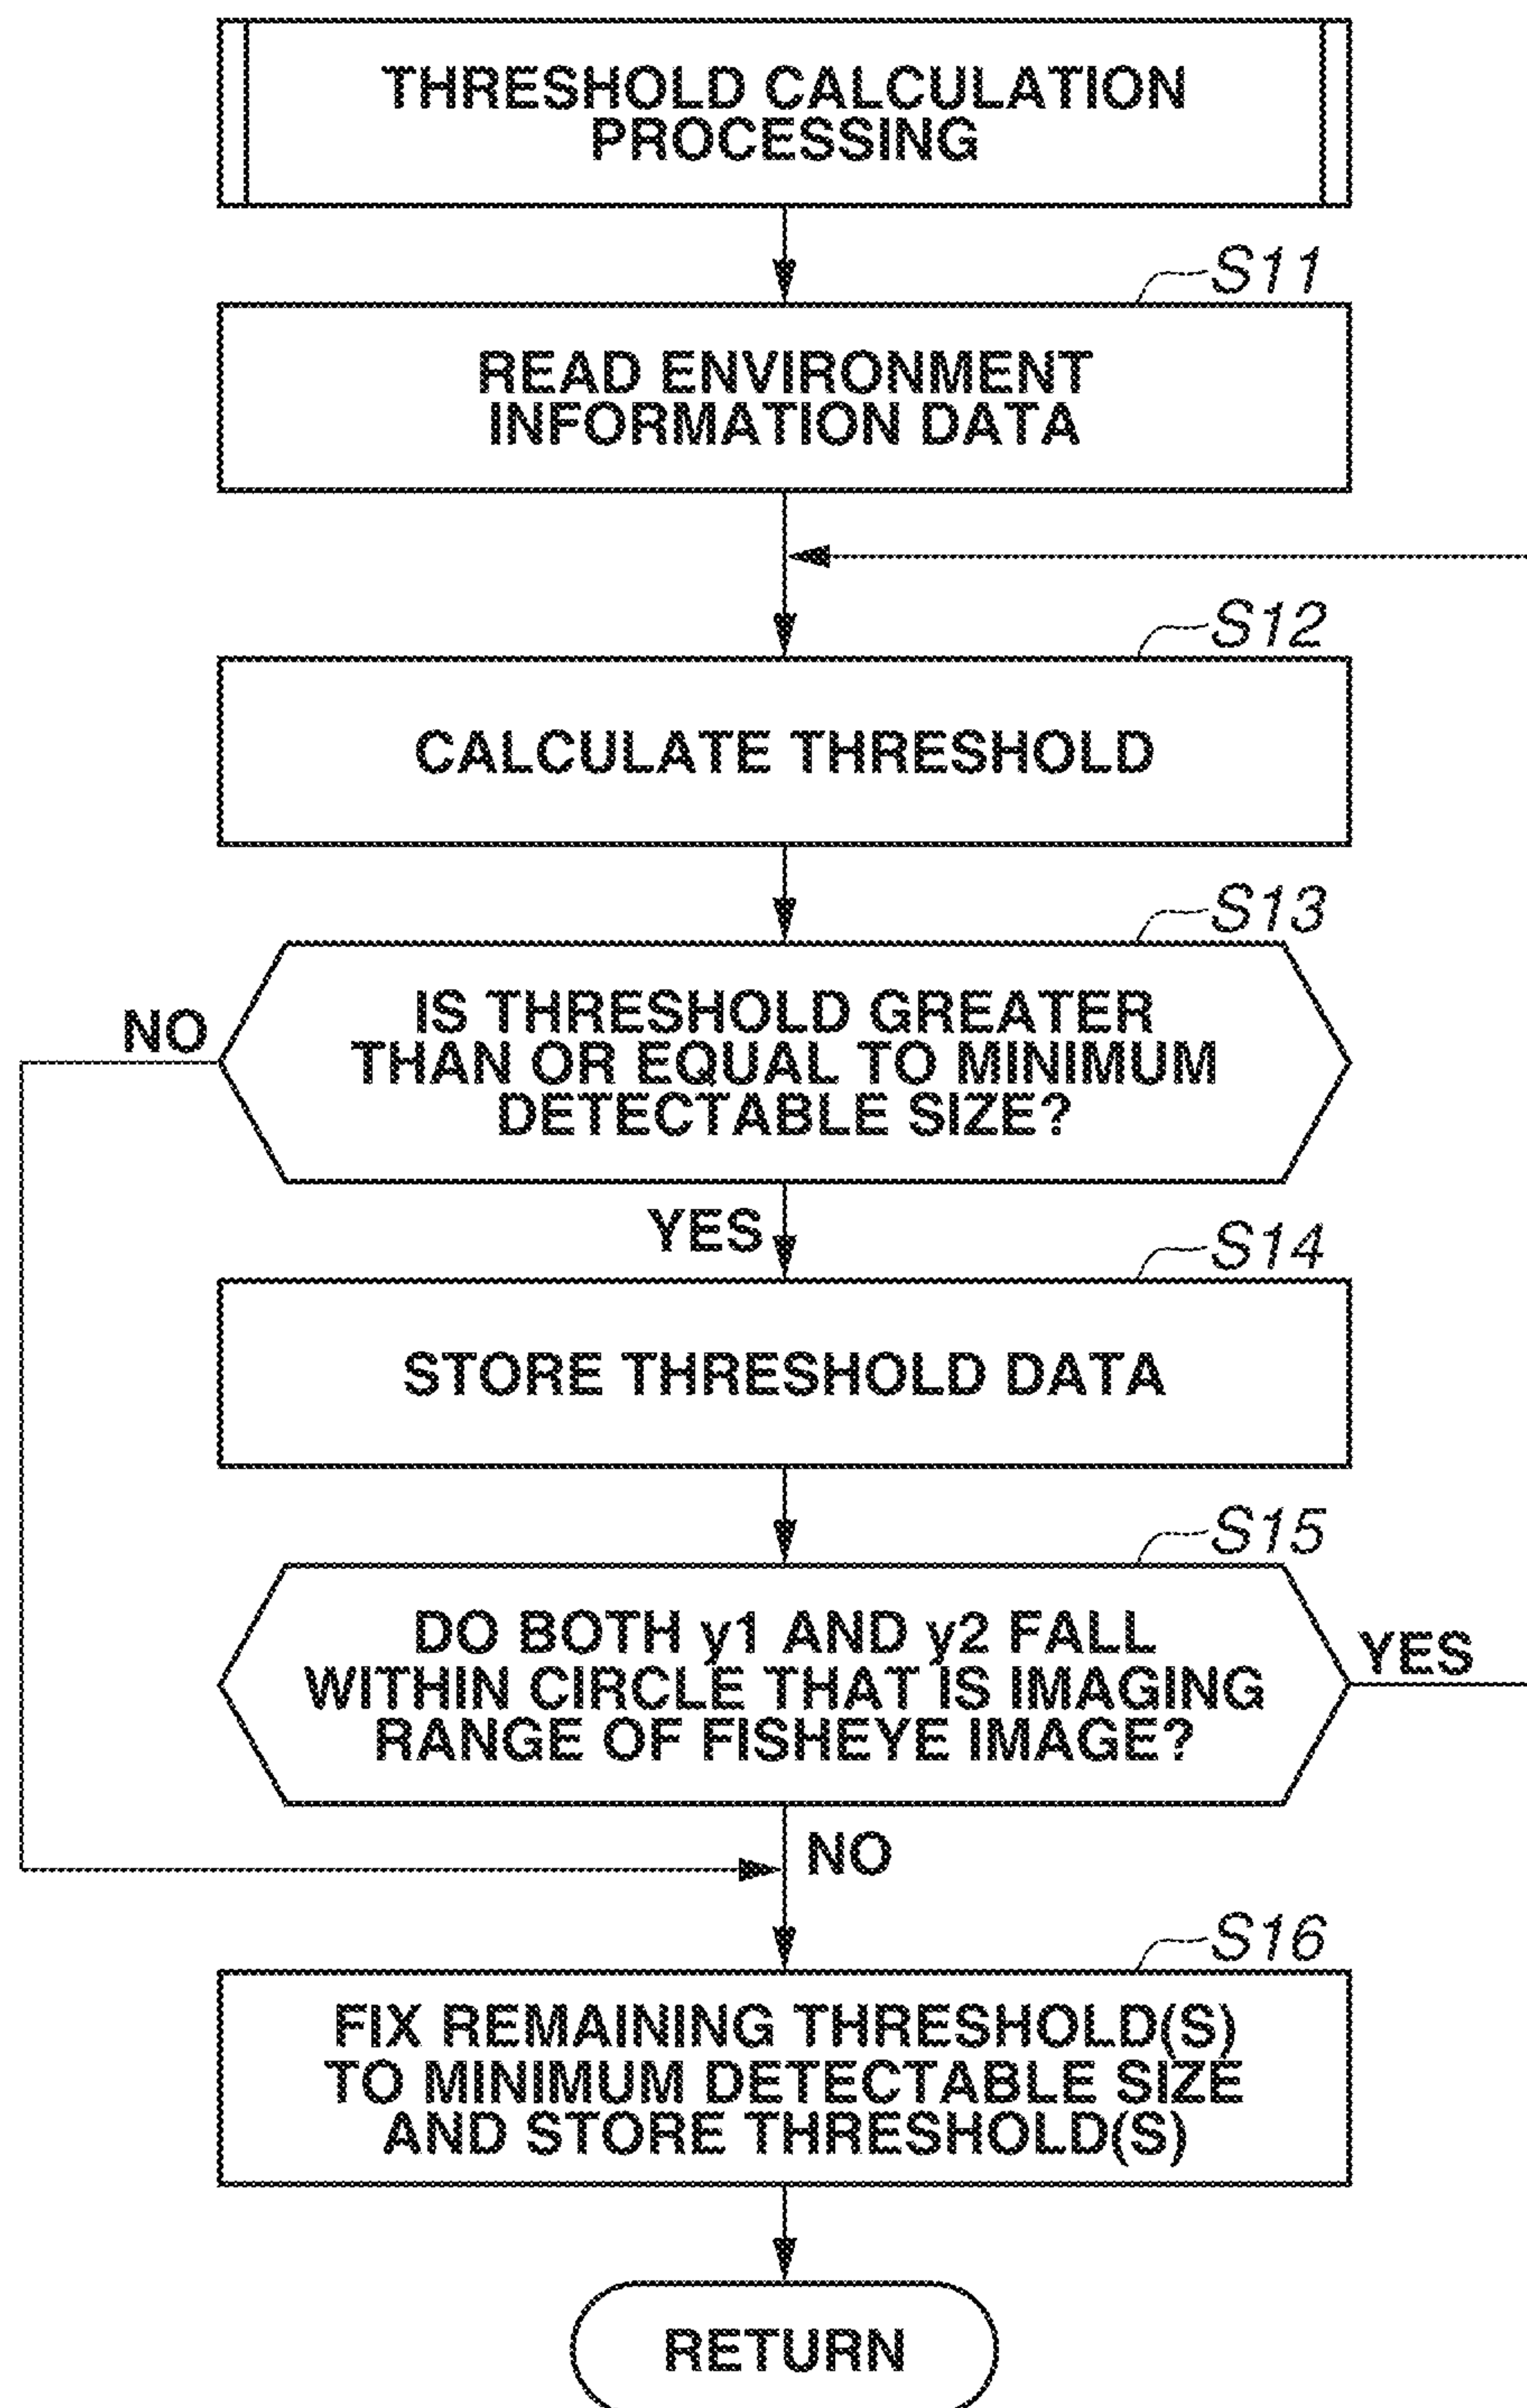 THRESHOLD CALCULATION
PROCESSING
S11
READ ENVIRONMENT
INFORMATION DATA
S12
CALCULATE THRESHOLD
S13
IS THRESHOLD GREATER
THAN OR EQUAL TO MINIMUM
DETECTABLE SIZE?
NO
YES
S14
STORE THRESHOLD DATA
S15
DO BOTH y1 AND y2 FALL
WITHIN CIRCLE THAT IS IMAGING
RANGE OF FISHEYE IMAGE?
YES
NO
S16
FIX REMAINING THRESHOLD(S)
TO MINIMUM DETECTABLE SIZE
AND STORE THRESHOLD(S)
RETURN